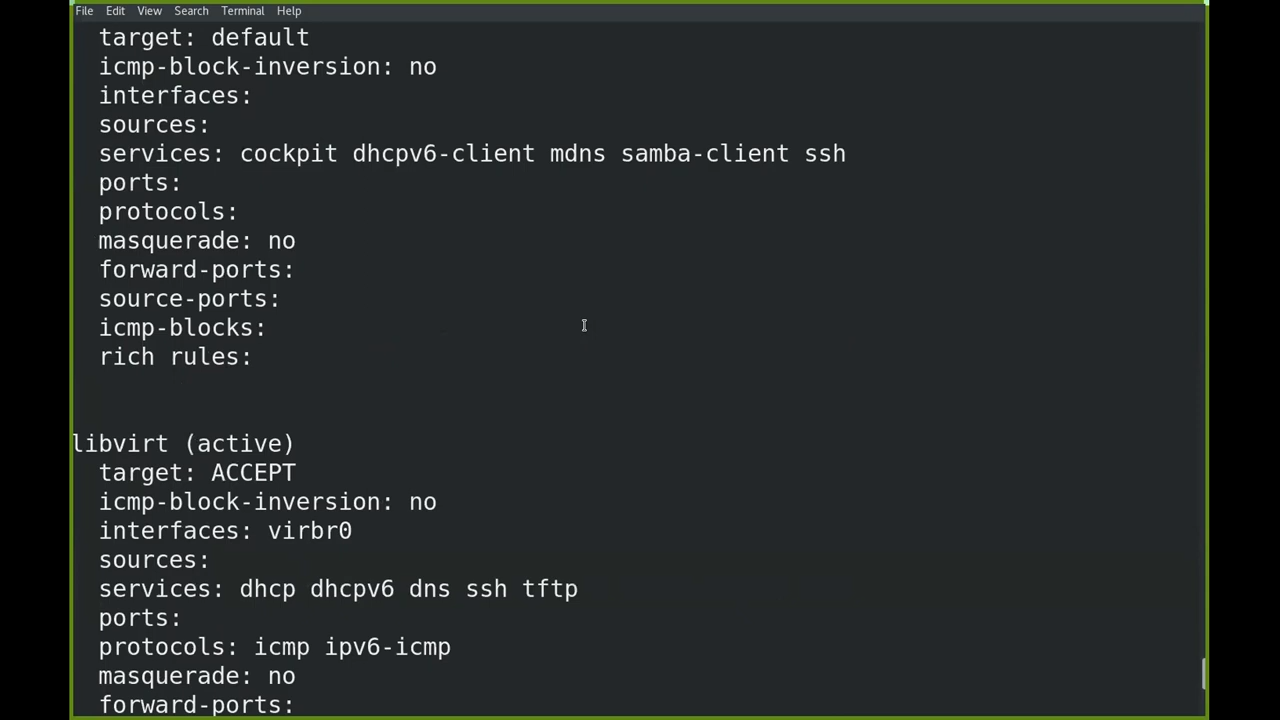 File Edit View Search Terminal Help
target: default
icmp-block-inversion: no
interfaces:
sources:
services: cockpit dhcpv6-client mdns samba-client ssh
ports:
protocols:
masquerade: no
forward-ports:
source-ports:
icmp-blocks:
rich rules:
libvirt (active)
target: ACCEPT
icmp-block-inversion: no
interfaces: virbr0
sources:
services: dhcp dhcpv6 dns ssh tftp
ports:
protocols: icmp ipv6-icmp
masquerade: no
forward-ports: